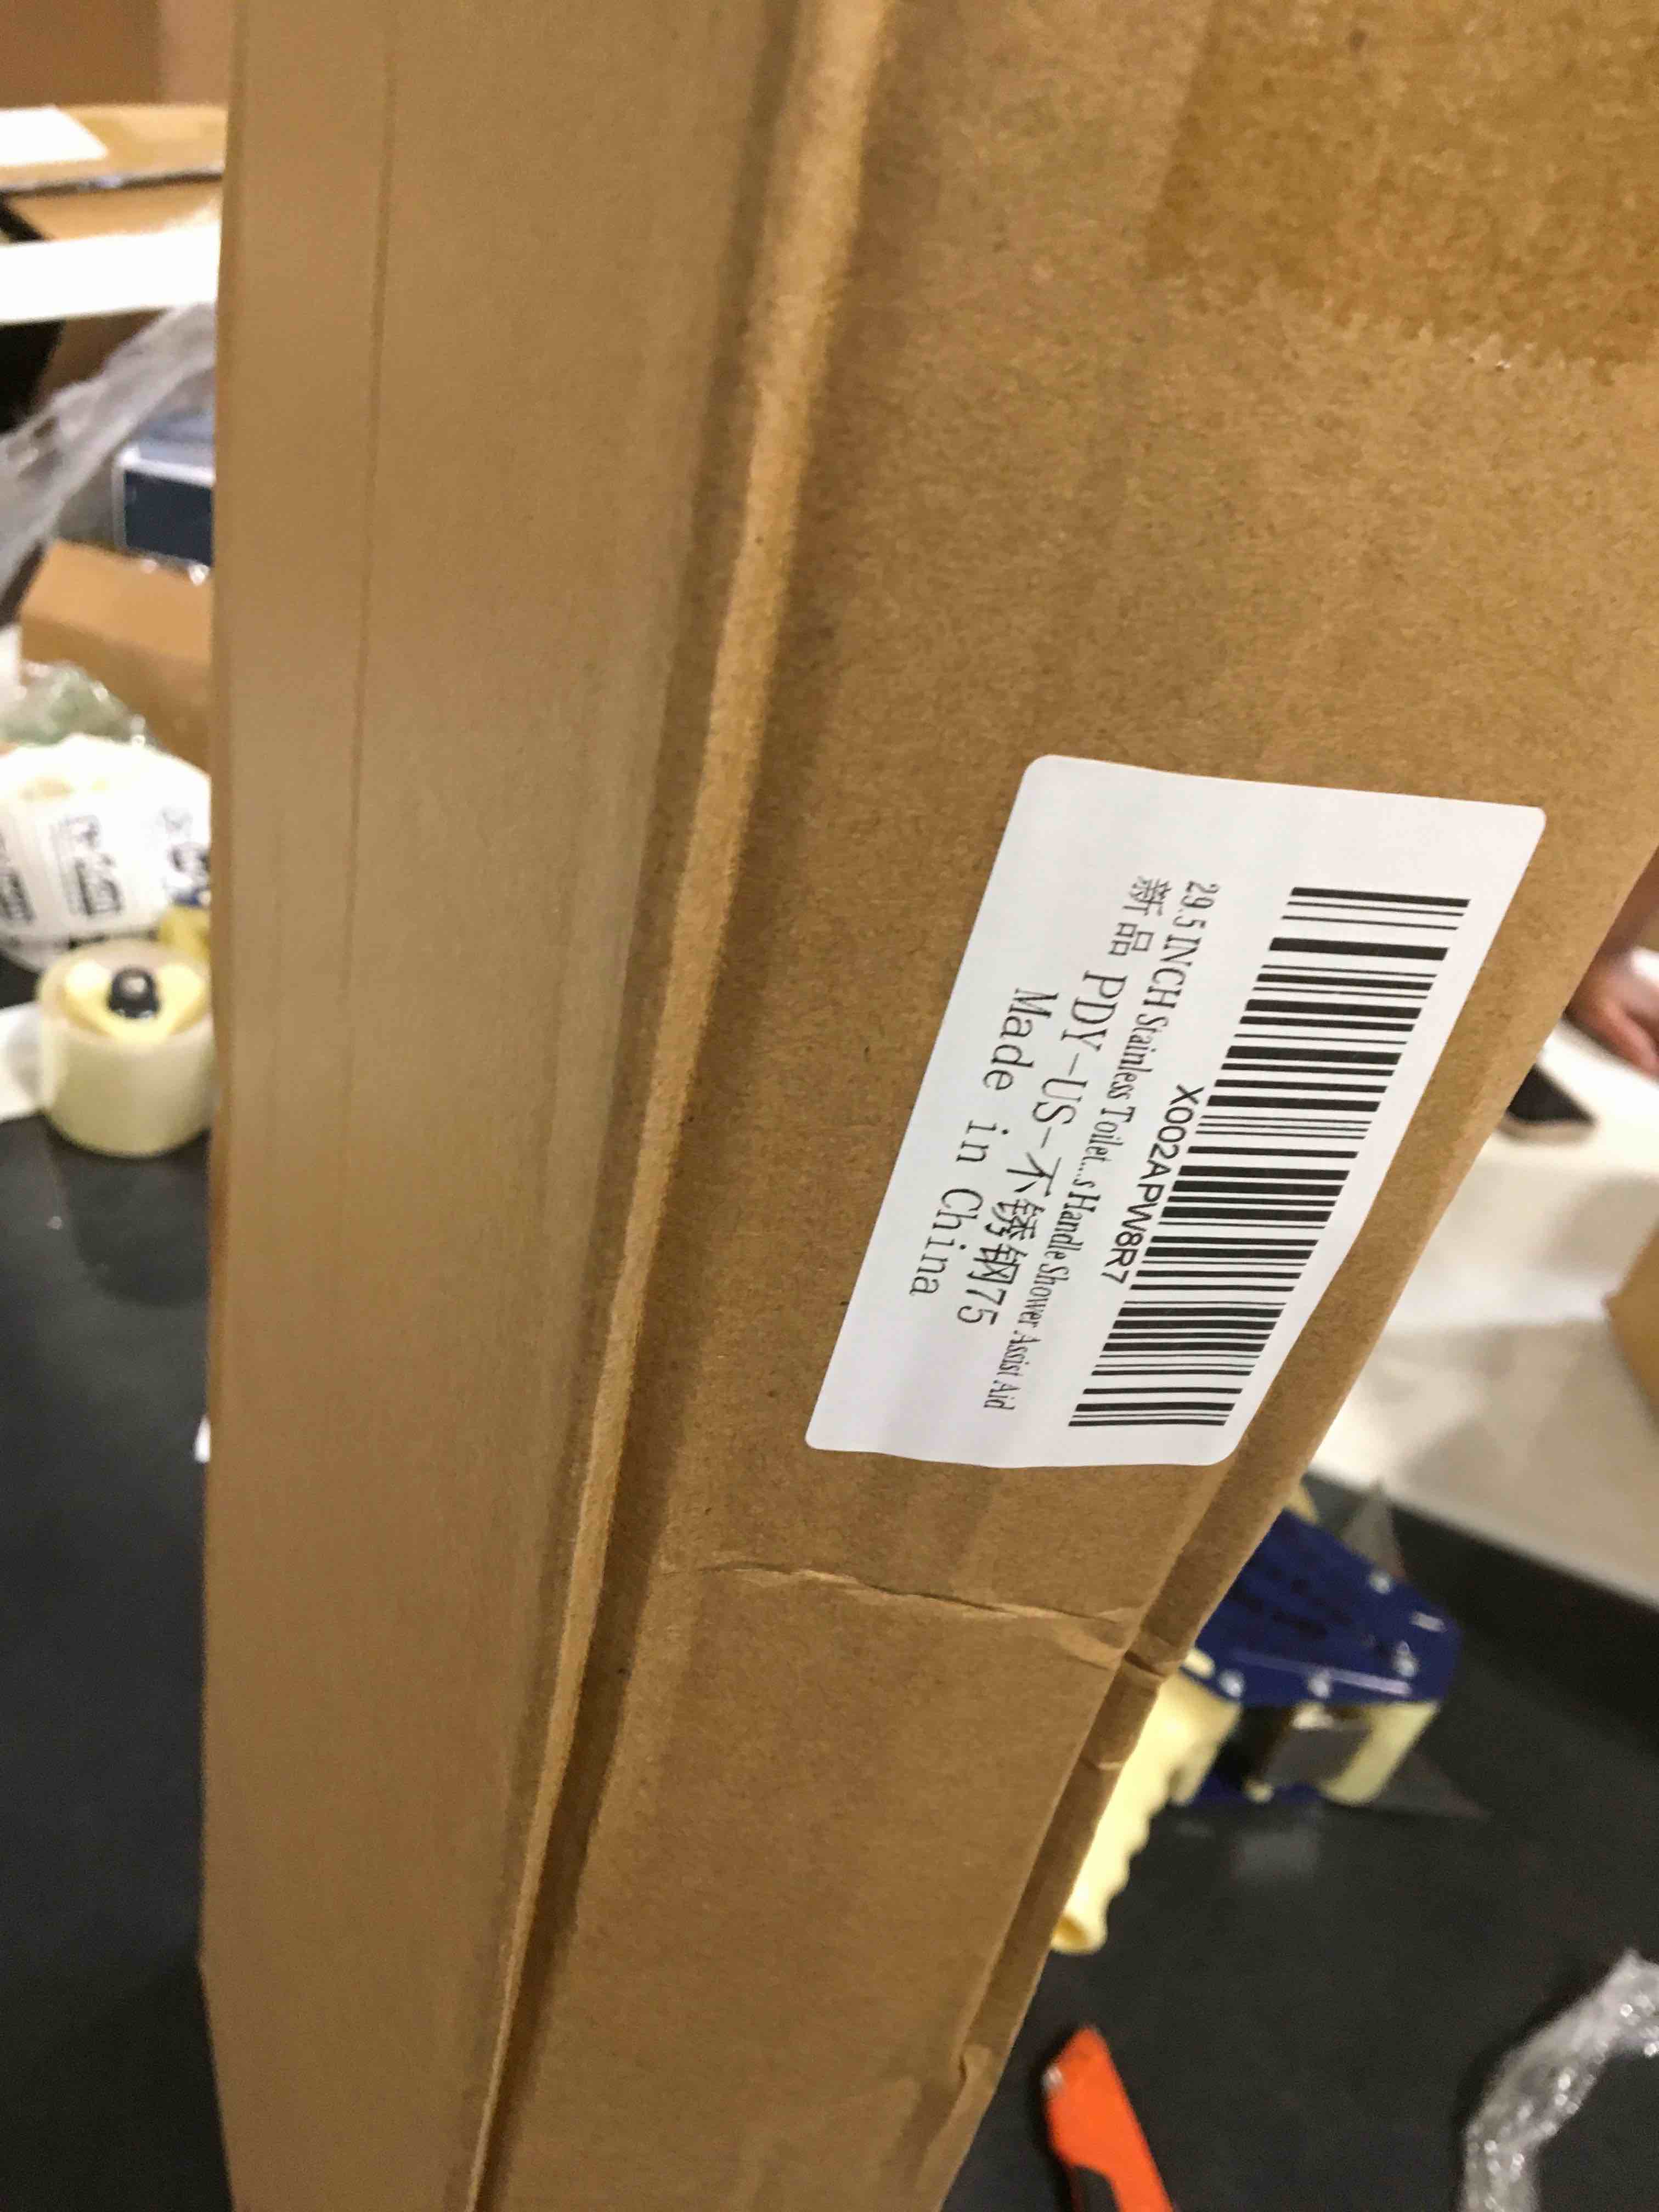 X002APW8R7
29.5 INCH Stainless Toilet...s Handle Shower Assist Aid
新品 PDY-US-不锈钢75
Made in China